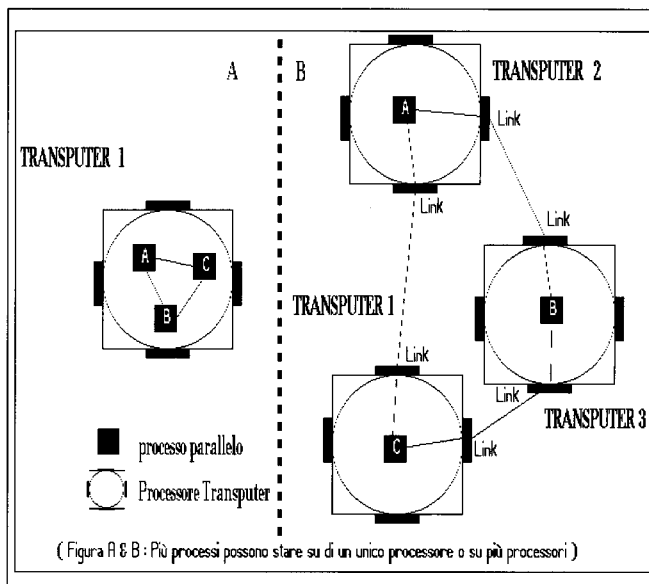 A
B
TRANSPUTER 1
A
C
B
processo parallelo
Processore Transputer
TRANSPUTER 2
A
Link
Link
Link
B
TRANSPUTER 1
Link
Link
TRANSPUTER 3
C
Link
( Figura A & B : Più processi possono stare su di un unico processore o su più processori )